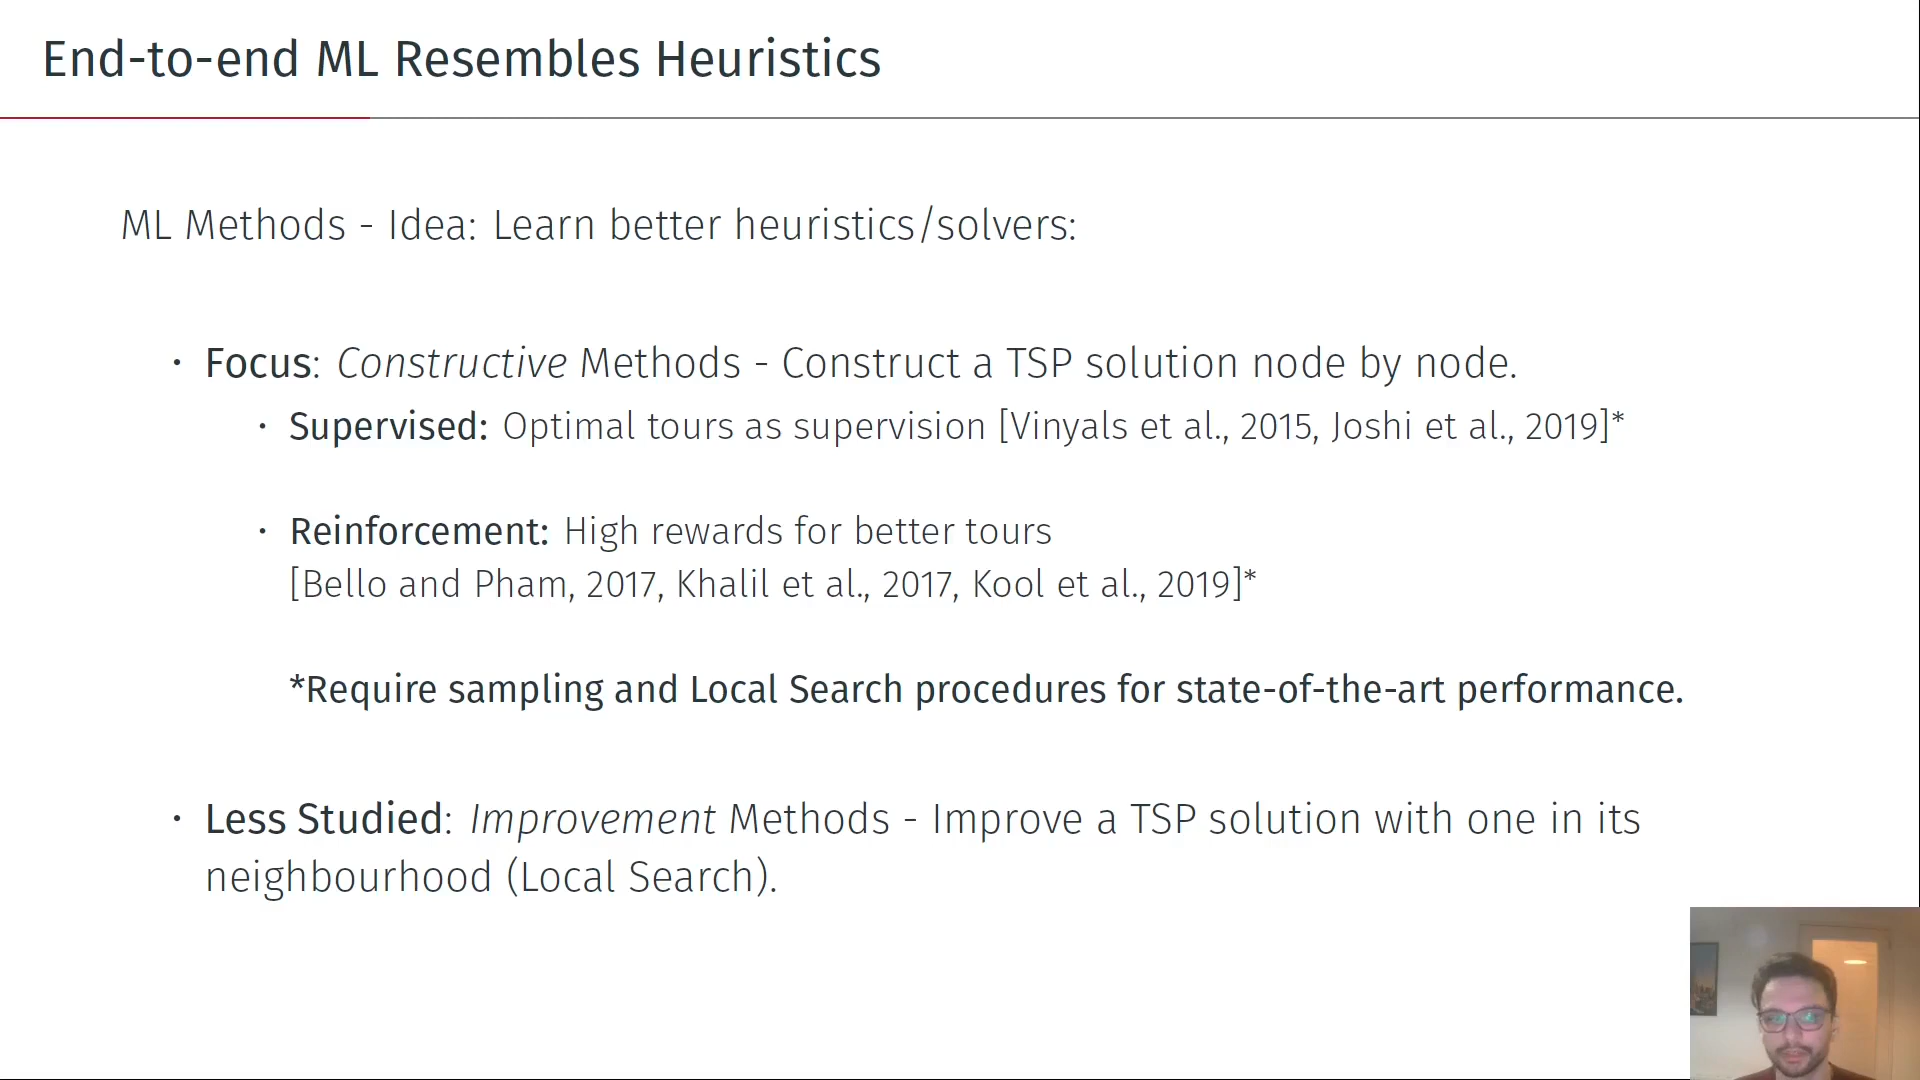 End-to-end ML Resembles Heuristics
ML Methods - Idea: Learn better heuristics/solvers:
· Focus: Constructive Methods - Construct a TSP solution node by node.
· Supervised: Optimal tours as supervision [Vinyals et al., 2015, Joshi et al., 2019]*
· Reinforcement: High rewards for better tours
[Bello and Pham, 2017, Khalil et al., 2017, Kool et al., 2019]*
*Require sampling and Local Search procedures for state-of-the-art performance.
· Less Studied: Improvement Methods - Improve a TSP solution with one in its
neighbourhood (Local Search).